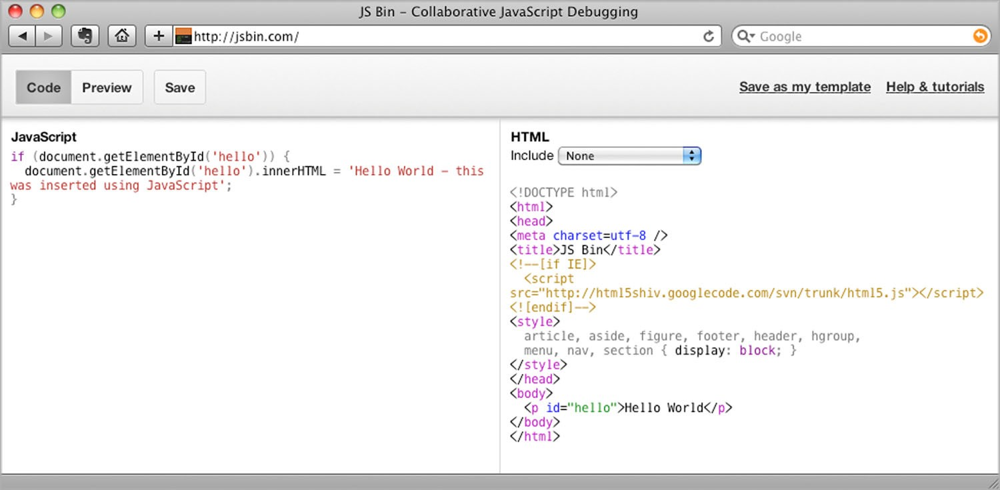 JS Bin - Collaborative JavaScript Debugging
http://jsbin.com/
Google
Code
Preview
Save
Save as my template
Help & tutorials
JavaScript
if (document.getElementById('hello')) {
  document.getElementById('hello').innerHTML = 'Hello World - this
was inserted using JavaScript';
}
HTML
Include None
<!DOCTYPE html>
<html>
<head>
<meta charset=utf-8 />
<title>JS Bin</title>
<!--[if IE]>
  <script
src="http://html5shiv.googlecode.com/svn/trunk/html5.js"></script>
<![endif]-->
<style>
  article, aside, figure, footer, header, hgroup,
  menu, nav, section { display: block; }
</style>
</head>
<body>
  <p id="hello">Hello World</p>
</body>
</html>